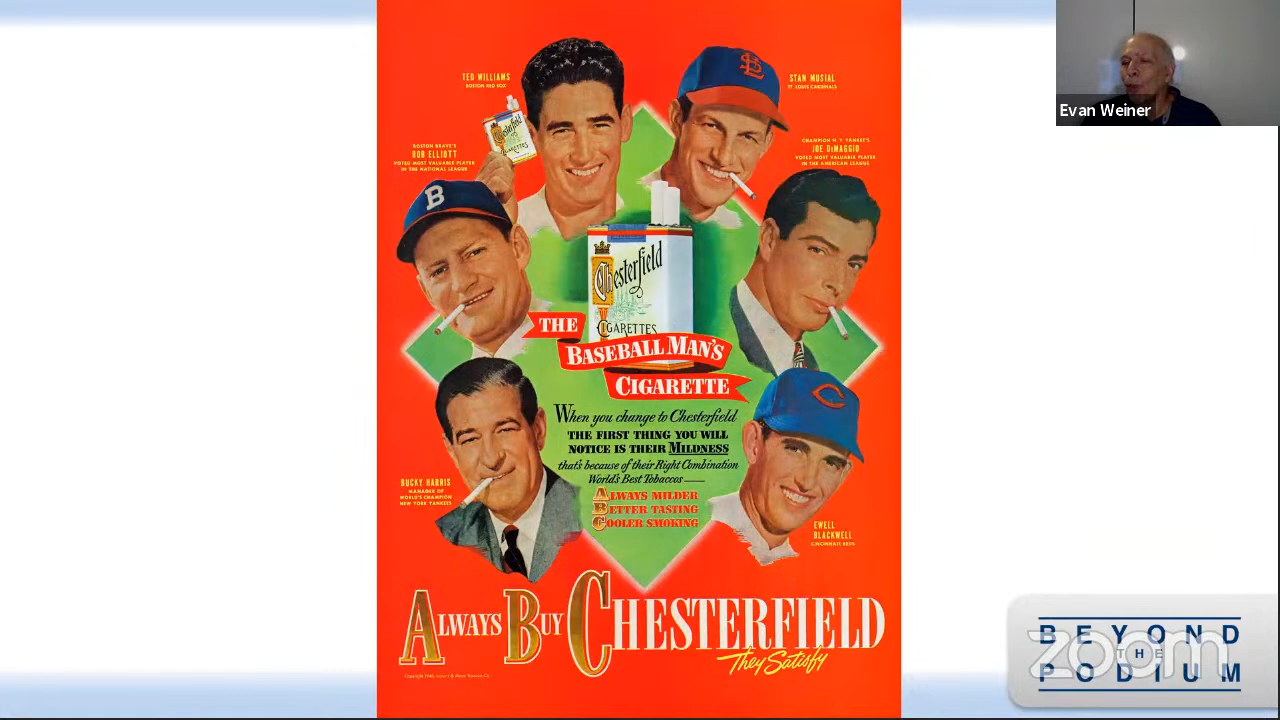 TED WILLIAMS
BOSTON RED SOX
STAN MUSIAL
ST. LOUIS CARDINALS
BOSTON BRAVE'S
BOB ELLIOTT
VOTED MOST VALUABLE PLAYER
IN THE NATIONAL LEAGUE
CHAMPION N.Y. YANKEE'S
JOE DiMAGGIO
VOTED MOST VALUABLE PLAYER
IN THE AMERICAN LEAGUE
Chesterfield
CIGARETTES
B
STL
Chesterfield
CIGARETTES
THE
BASEBALL MAN'S
CIGARETTE
C
When you change to Chesterfield
THE FIRST THING YOU WILL
NOTICE IS THEIR MILDNESS
that's because of their Right Combination
World's Best Tobaccos
ALWAYS MILDER
BETTER TASTING
COOLER SMOKING
BUCKY HARRIS
MANAGER OF
WORLD'S CHAMPION
NEW YORK YANKEES
EWELL
BLACKWELL
CINCINNATI REDS
ALWAYS BUY CHESTERFIELD
They Satisfy
Evan Weiner
BEYOND
THE
PODIUM
zoom